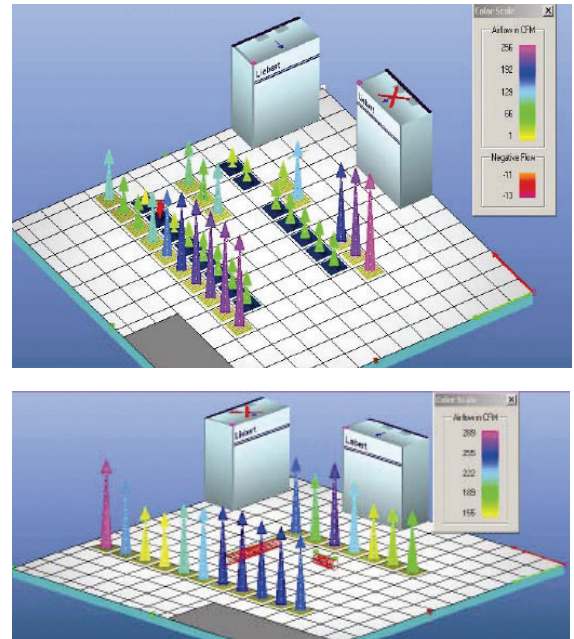 Color Scale X
Airflow in CFM
256
192
129
66
1
Negative Flow
-11
-13
Liebert
Liebert
Color Scale X
Airflow in CFM
289
255
222
189
155
Liebert
Liebert